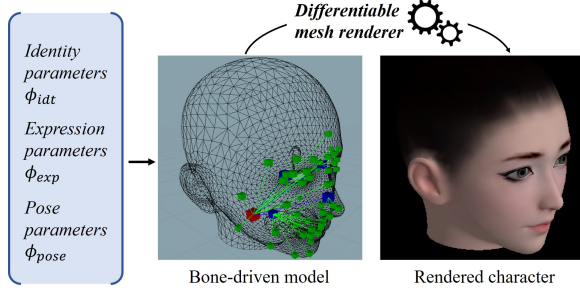 Differentiable
mesh renderer
Identity
parameters
ϕidt
Expression
parameters
ϕexp
Pose
parameters
ϕpose
Bone-driven model
Rendered character